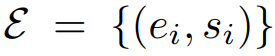 ℰ = {(eᵢ, sᵢ)}